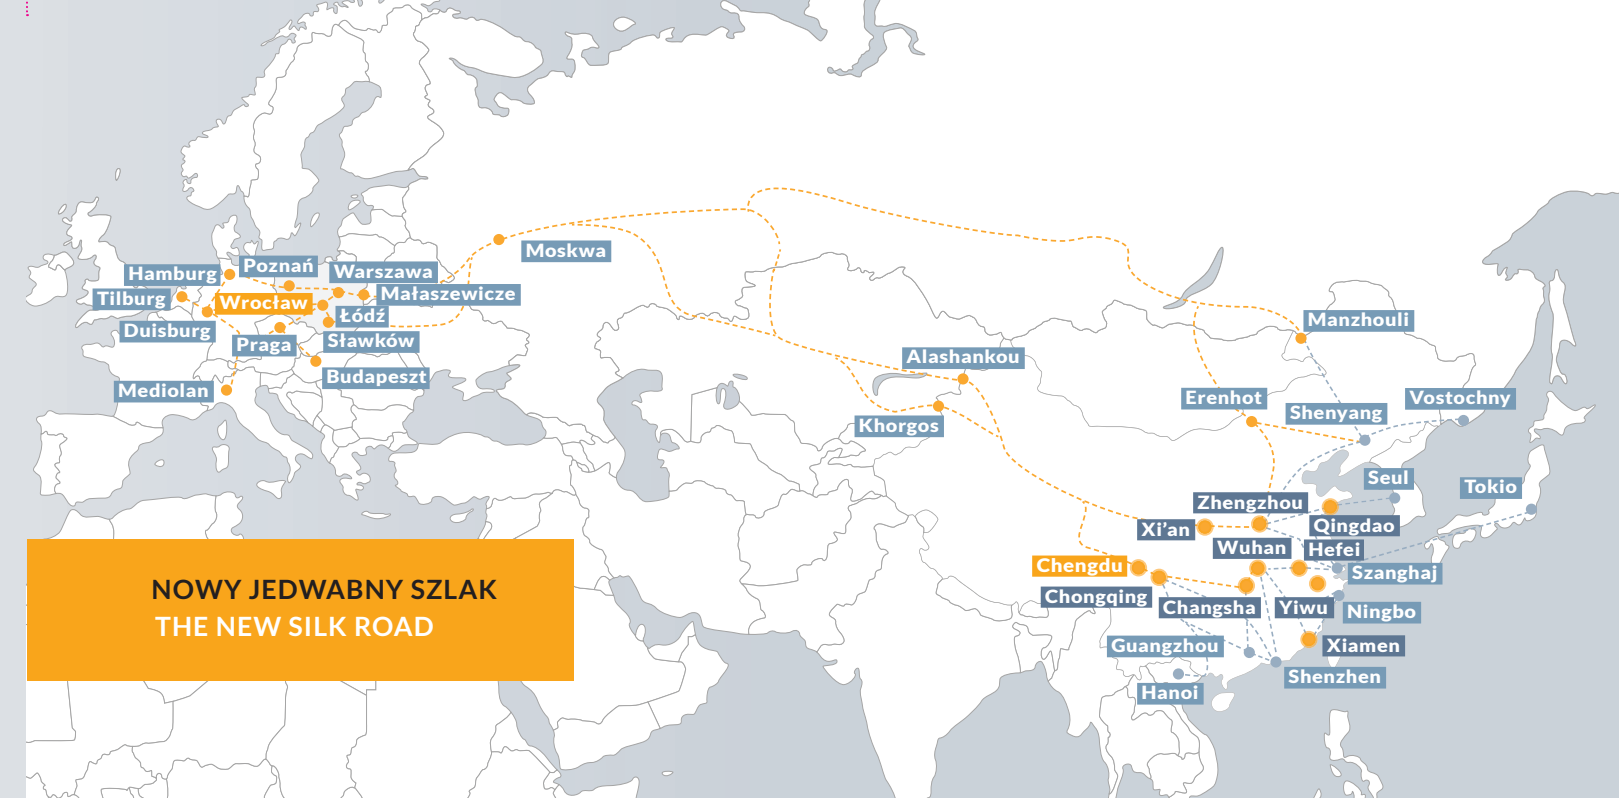 Moskwa
Hamburg
Poznań
Warszawa
Tilburg
Wrocław
Małaszewicze
Duisburg
Łódź
Praga
Sławków
Mediolan
Budapeszt
Manzhouli
Alashankou
Khorgos
Erenhot
Shenyang
Vostochny
Seul
Tokio
Zhengzhou
Xi'an
Qingdao
Wuhan
Hefei
Chengdu
Szanghaj
Chongqing
Changsha
Yiwu
Ningbo
Guangzhou
Xiamen
Shenzhen
Hanoi
NOWY JEDWABNY SZLAK
THE NEW SILK ROAD